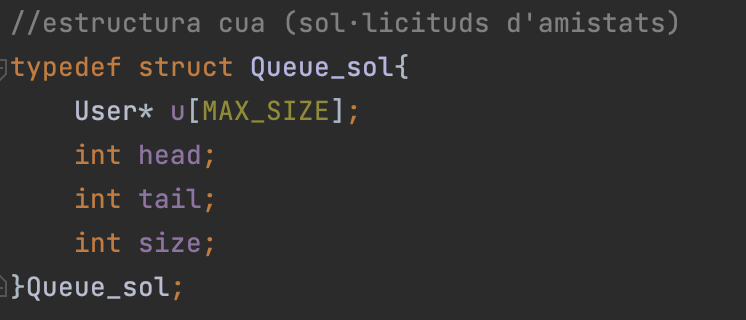 //estructura cua (sol·licituds d'amistats)
typedef struct Queue_sol{
    User* u[MAX_SIZE];
    int head;
    int tail;
    int size;
}Queue_sol;